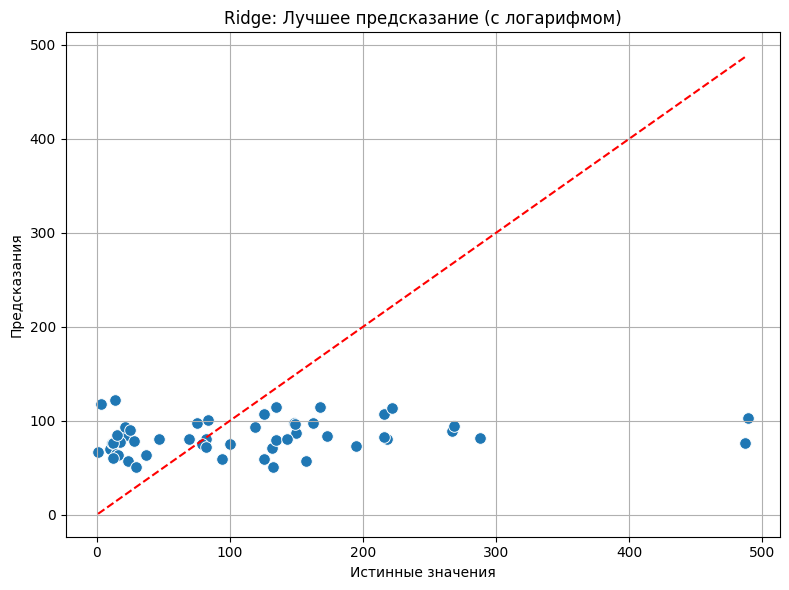 Ridge: Лучшее предсказание (с логарифмом)
500
400
300
200
100
0
Предсказания
0 100 200 300 400 500
Истинные значения